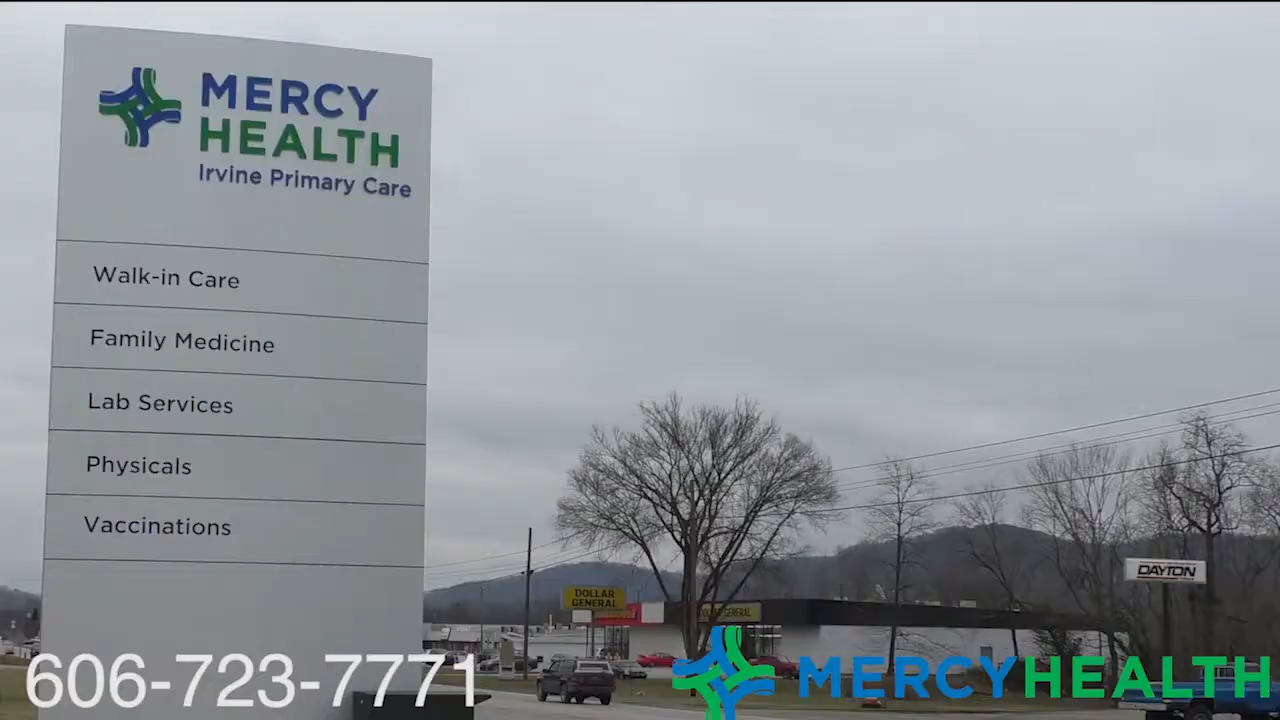 MERCY
HEALTH
Irvine Primary Care
Walk-in Care
Family Medicine
Lab Services
Physicals
Vaccinations
DOLLAR
GENERAL
DOLLAR GENERAL
DAYTON
606-723-7771
MERCYHEALTH